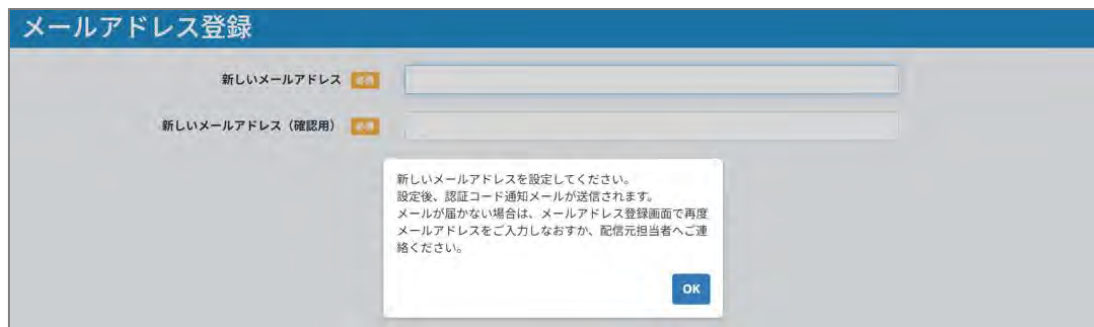 メールアドレス登録
新しいメールアドレス 必須
新しいメールアドレス（確認用） 必須
新しいメールアドレスを設定してください。
設定後、認証コード通知メールが送信されます。
メールが届かない場合は、メールアドレス登録画面で再度
メールアドレスをご入力しなおすか、配信元担当者へご連
絡ください。
OK